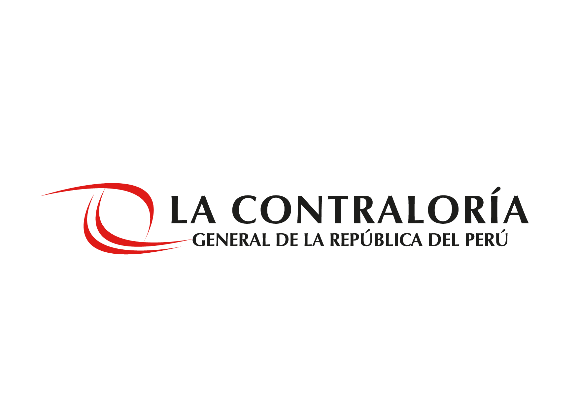 LA CONTRALORÍA
GENERAL DE LA REPÚBLICA DEL PERÚ